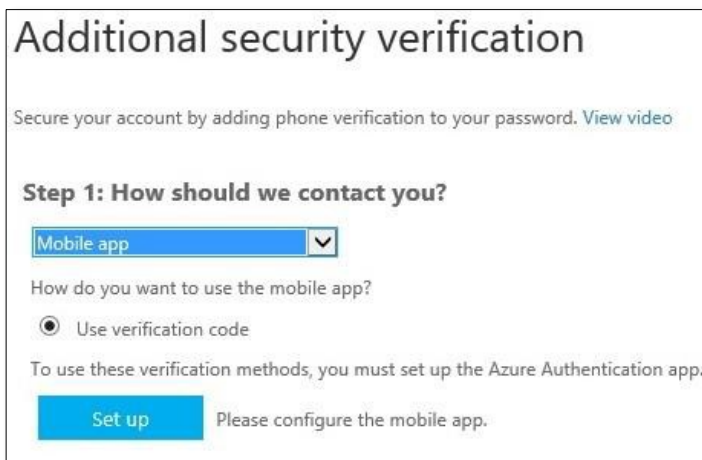 Additional security verification
Secure your account by adding phone verification to your password. View video
Step 1: How should we contact you?
Mobile app
How do you want to use the mobile app?
Use verification code
To use these verification methods, you must set up the Azure Authentication app.
Set up Please configure the mobile app.